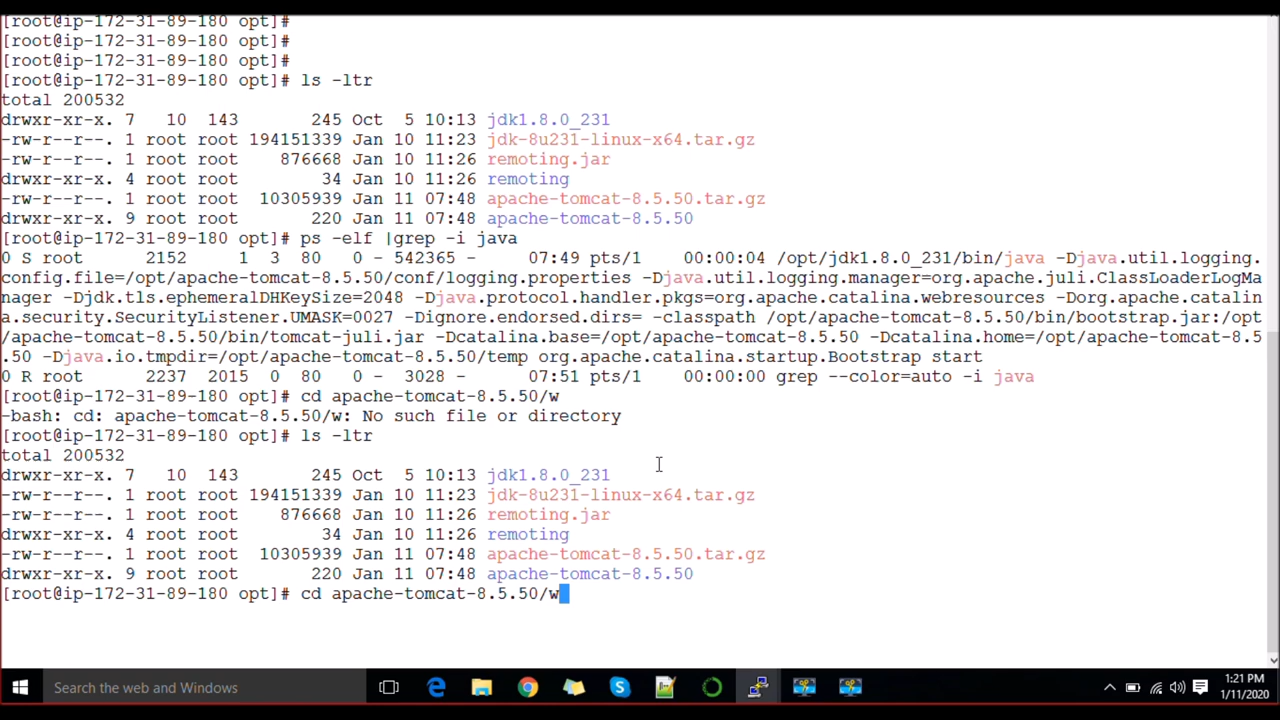 [root@ip-172-31-89-180 opt]#
[root@ip-172-31-89-180 opt]#
[root@ip-172-31-89-180 opt]#
[root@ip-172-31-89-180 opt]# ls -ltr
total 200532
drwxr-xr-x. 7   10  143       245 Oct  5 10:13 jdk1.8.0_231
-rw-r--r--. 1 root root 194151339 Jan 10 11:23 jdk-8u231-linux-x64.tar.gz
-rw-r--r--. 1 root root    876668 Jan 10 11:26 remoting.jar
drwxr-xr-x. 4 root root        34 Jan 10 11:26 remoting
-rw-r--r--. 1 root root  10305939 Jan 11 07:48 apache-tomcat-8.5.50.tar.gz
drwxr-xr-x. 9 root root       220 Jan 11 07:48 apache-tomcat-8.5.50
[root@ip-172-31-89-180 opt]# ps -elf |grep -i java
0 S root      2152     1  3  80   0 - 542365 -     07:49 pts/1    00:00:04 /opt/jdk1.8.0_231/bin/java -Djava.util.logging.
config.file=/opt/apache-tomcat-8.5.50/conf/logging.properties -Djava.util.logging.manager=org.apache.juli.ClassLoaderLogMa
nager -Djdk.tls.ephemeralDHKeySize=2048 -Djava.protocol.handler.pkgs=org.apache.catalina.webresources -Dorg.apache.catalin
a.security.SecurityListener.UMASK=0027 -Dignore.endorsed.dirs= -classpath /opt/apache-tomcat-8.5.50/bin/bootstrap.jar:/opt
/apache-tomcat-8.5.50/bin/tomcat-juli.jar -Dcatalina.base=/opt/apache-tomcat-8.5.50 -Dcatalina.home=/opt/apache-tomcat-8.5
.50 -Djava.io.tmpdir=/opt/apache-tomcat-8.5.50/temp org.apache.catalina.startup.Bootstrap start
0 R root      2237  2015  0  80   0 -  3028 -      07:51 pts/1    00:00:00 grep --color=auto -i java
[root@ip-172-31-89-180 opt]# cd apache-tomcat-8.5.50/w
-bash: cd: apache-tomcat-8.5.50/w: No such file or directory
[root@ip-172-31-89-180 opt]# ls -ltr
total 200532
drwxr-xr-x. 7   10  143       245 Oct  5 10:13 jdk1.8.0_231
-rw-r--r--. 1 root root 194151339 Jan 10 11:23 jdk-8u231-linux-x64.tar.gz
-rw-r--r--. 1 root root    876668 Jan 10 11:26 remoting.jar
drwxr-xr-x. 4 root root        34 Jan 10 11:26 remoting
-rw-r--r--. 1 root root  10305939 Jan 11 07:48 apache-tomcat-8.5.50.tar.gz
drwxr-xr-x. 9 root root       220 Jan 11 07:48 apache-tomcat-8.5.50
[root@ip-172-31-89-180 opt]# cd apache-tomcat-8.5.50/w
Search the web and Windows
1:21 PM
1/11/2020